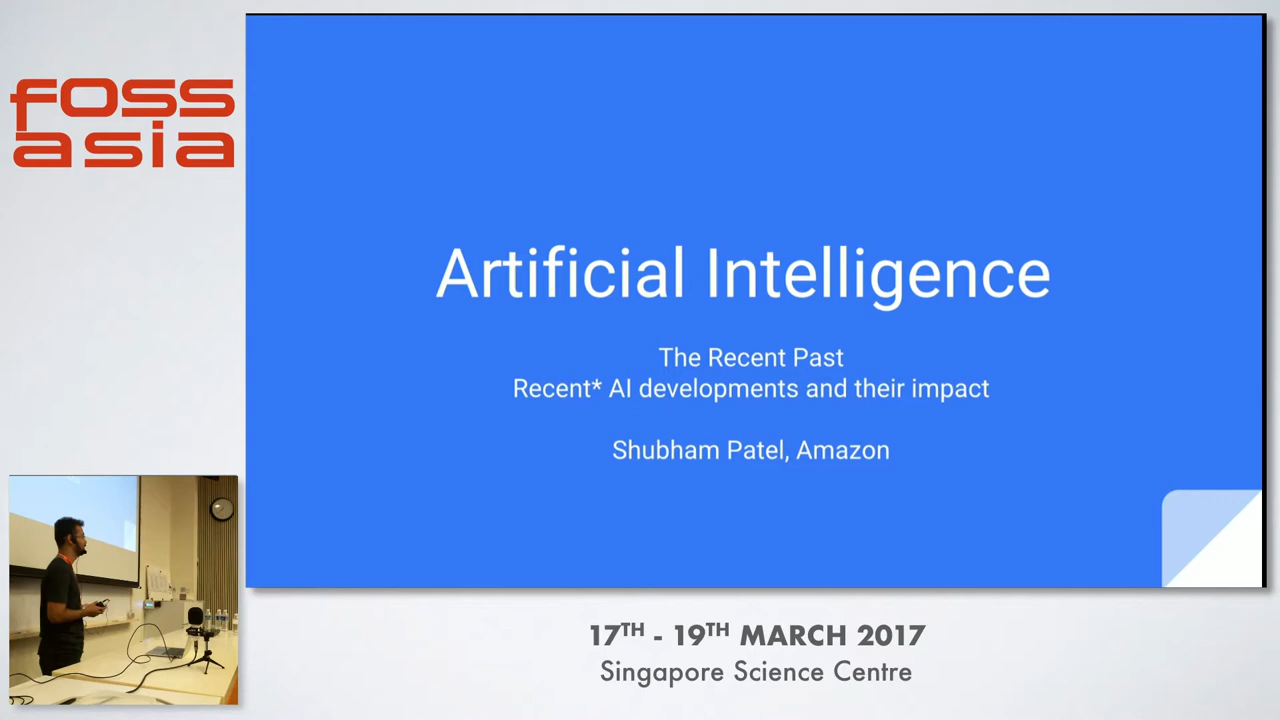 foss
asia
Artificial Intelligence
The Recent Past
Recent* AI developments and their impact
Shubham Patel, Amazon
17TH - 19TH MARCH 2017
Singapore Science Centre